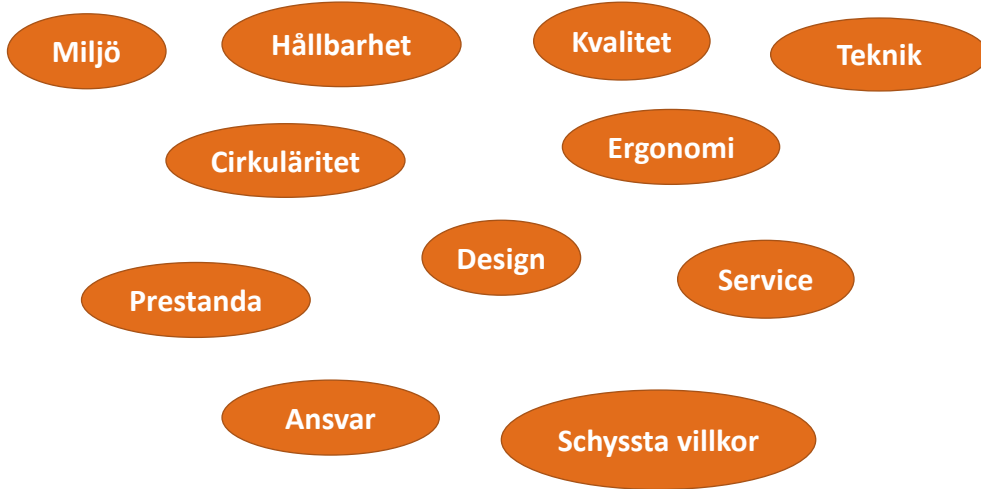 Miljö
Hållbarhet
Kvalitet
Teknik
Cirkuläritet
Ergonomi
Design
Service
Prestanda
Ansvar
Schyssta villkor